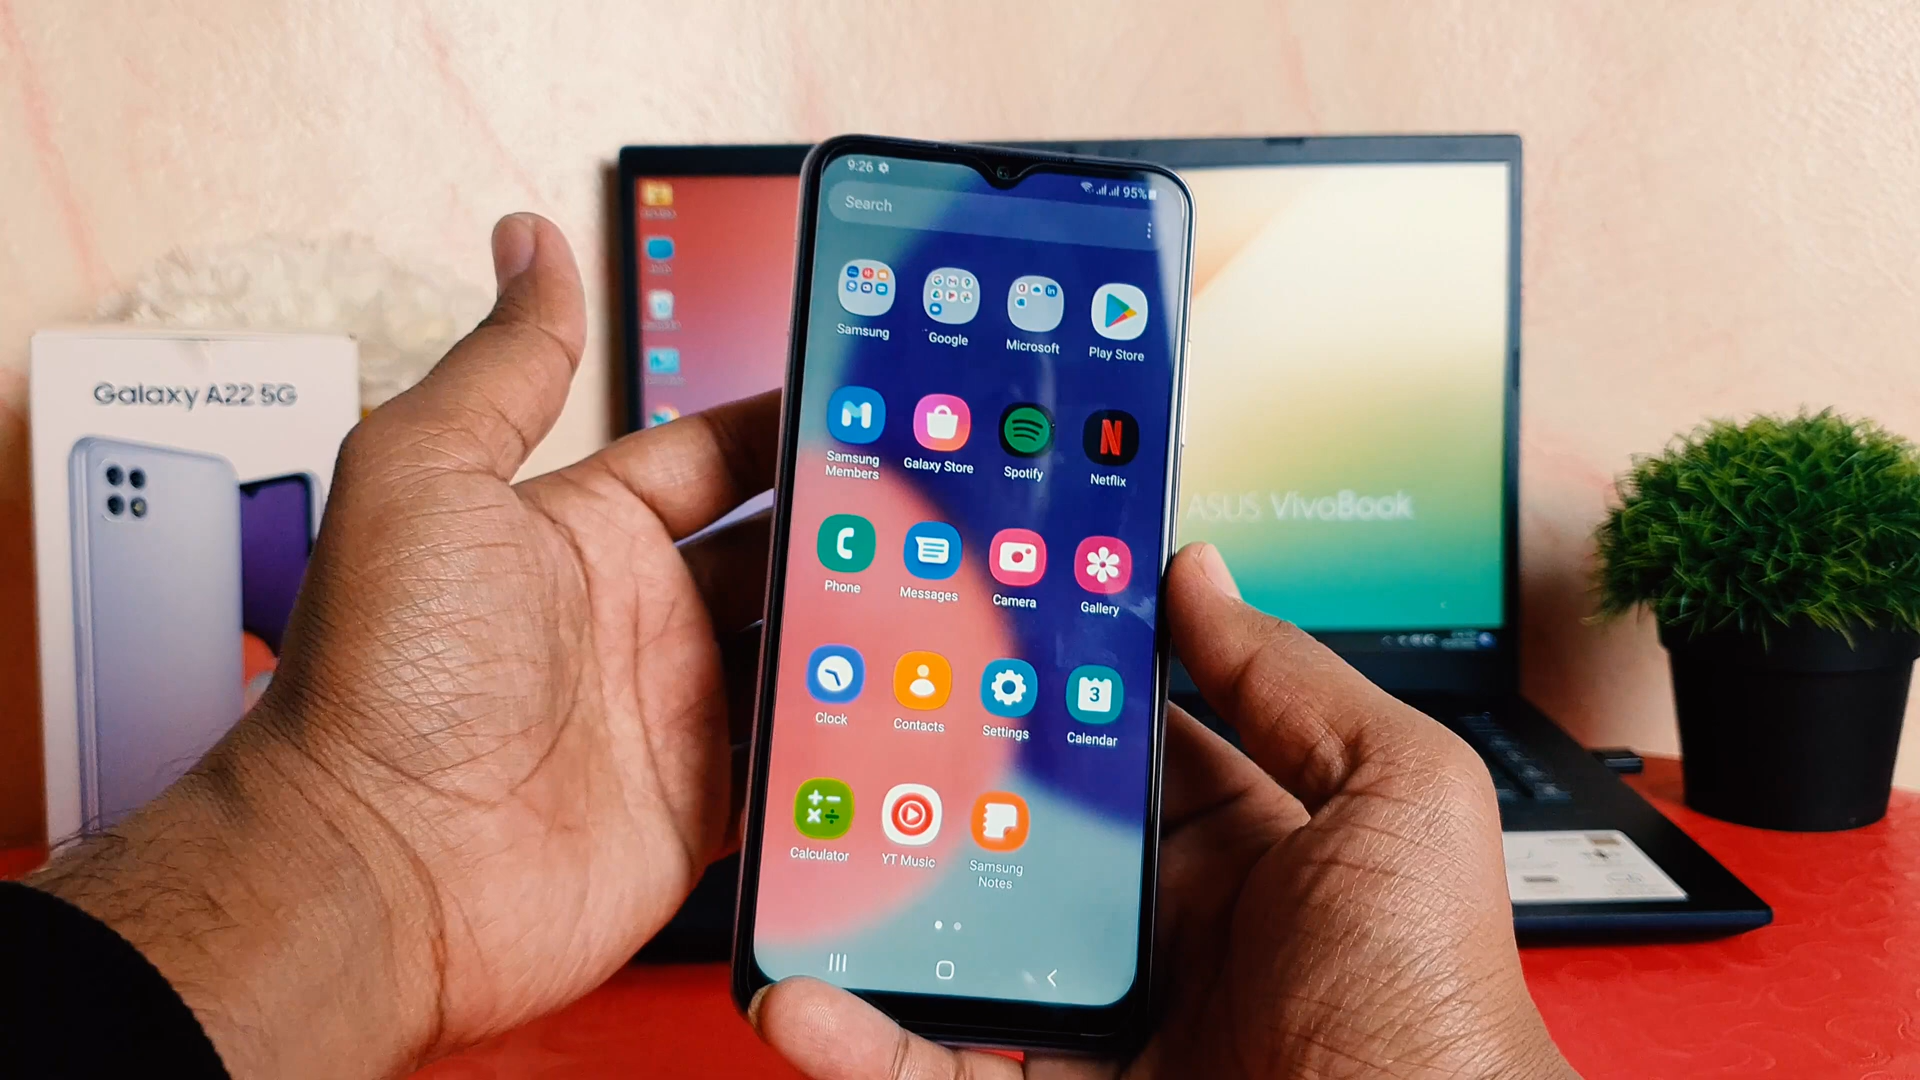 Galaxy A22 5G
9:26
95%
Search
Samsung
Google
Microsoft
Play Store
Samsung
Members
Galaxy Store
Spotify
Netflix
Phone
Messages
Camera
Gallery
Clock
Contacts
Settings
3
Calendar
Calculator
YT Music
Samsung
Notes
ASUS VivoBook